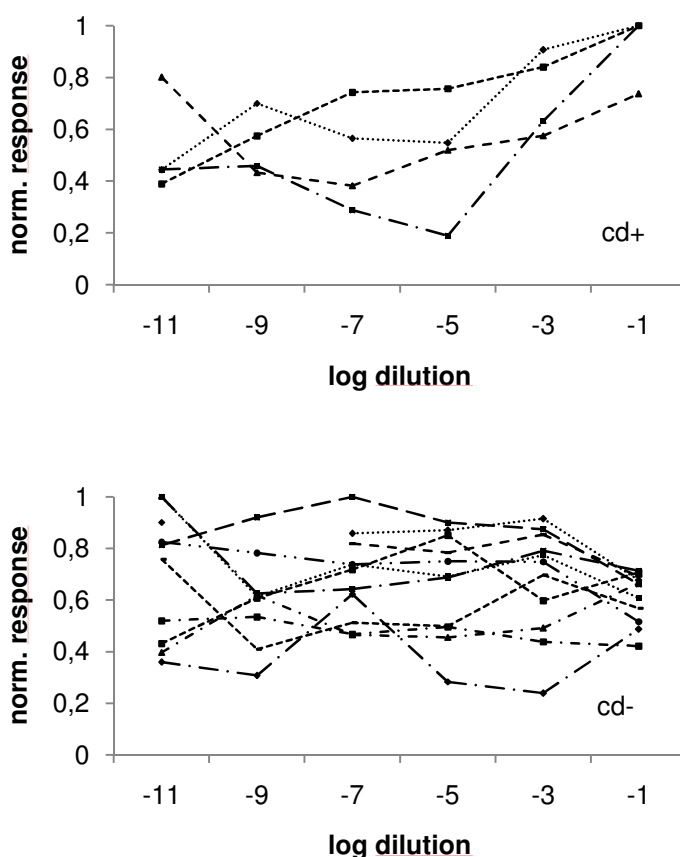 1
0,8
0,6
0,4
0,2
0
norm. response
cd+
-11 -9 -7 -5 -3 -1
log dilution
1
0,8
0,6
0,4
0,2
0
norm. response
cd-
-11 -9 -7 -5 -3 -1
log dilution